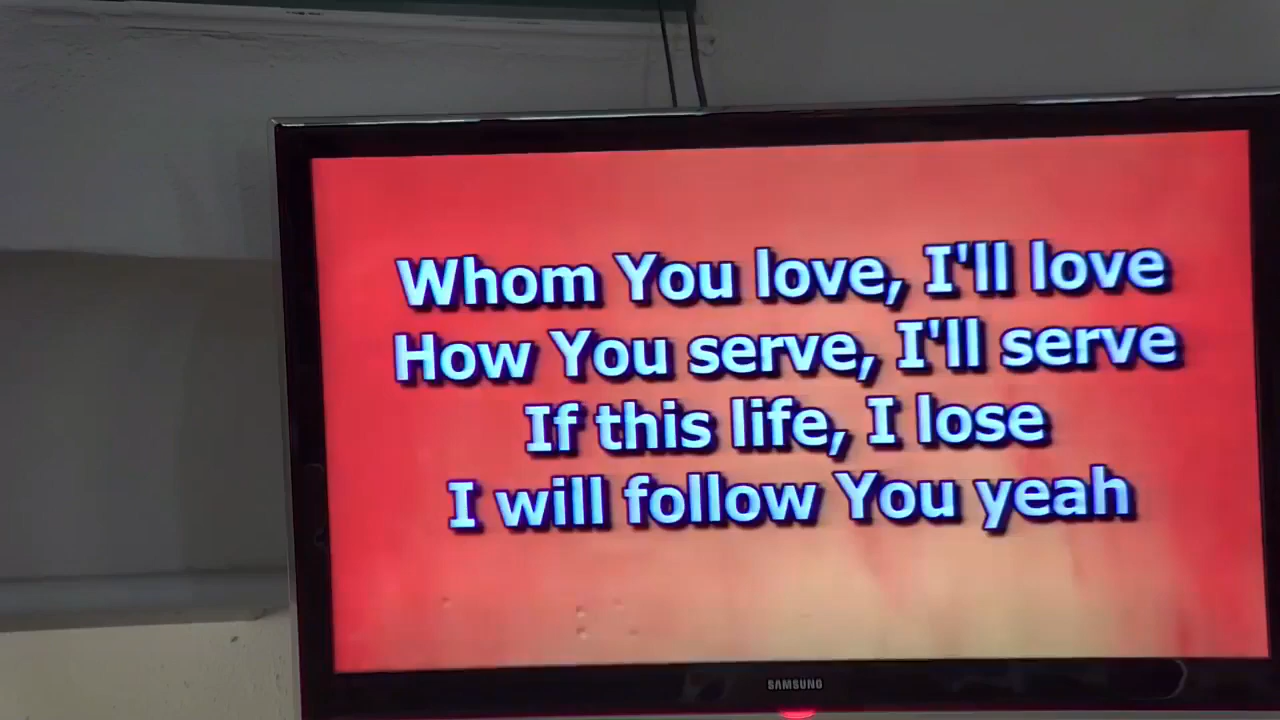 Whom You love, I'll love
How You serve, I'll serve
If this life, I lose
I will follow You yeah
SAMSUNG